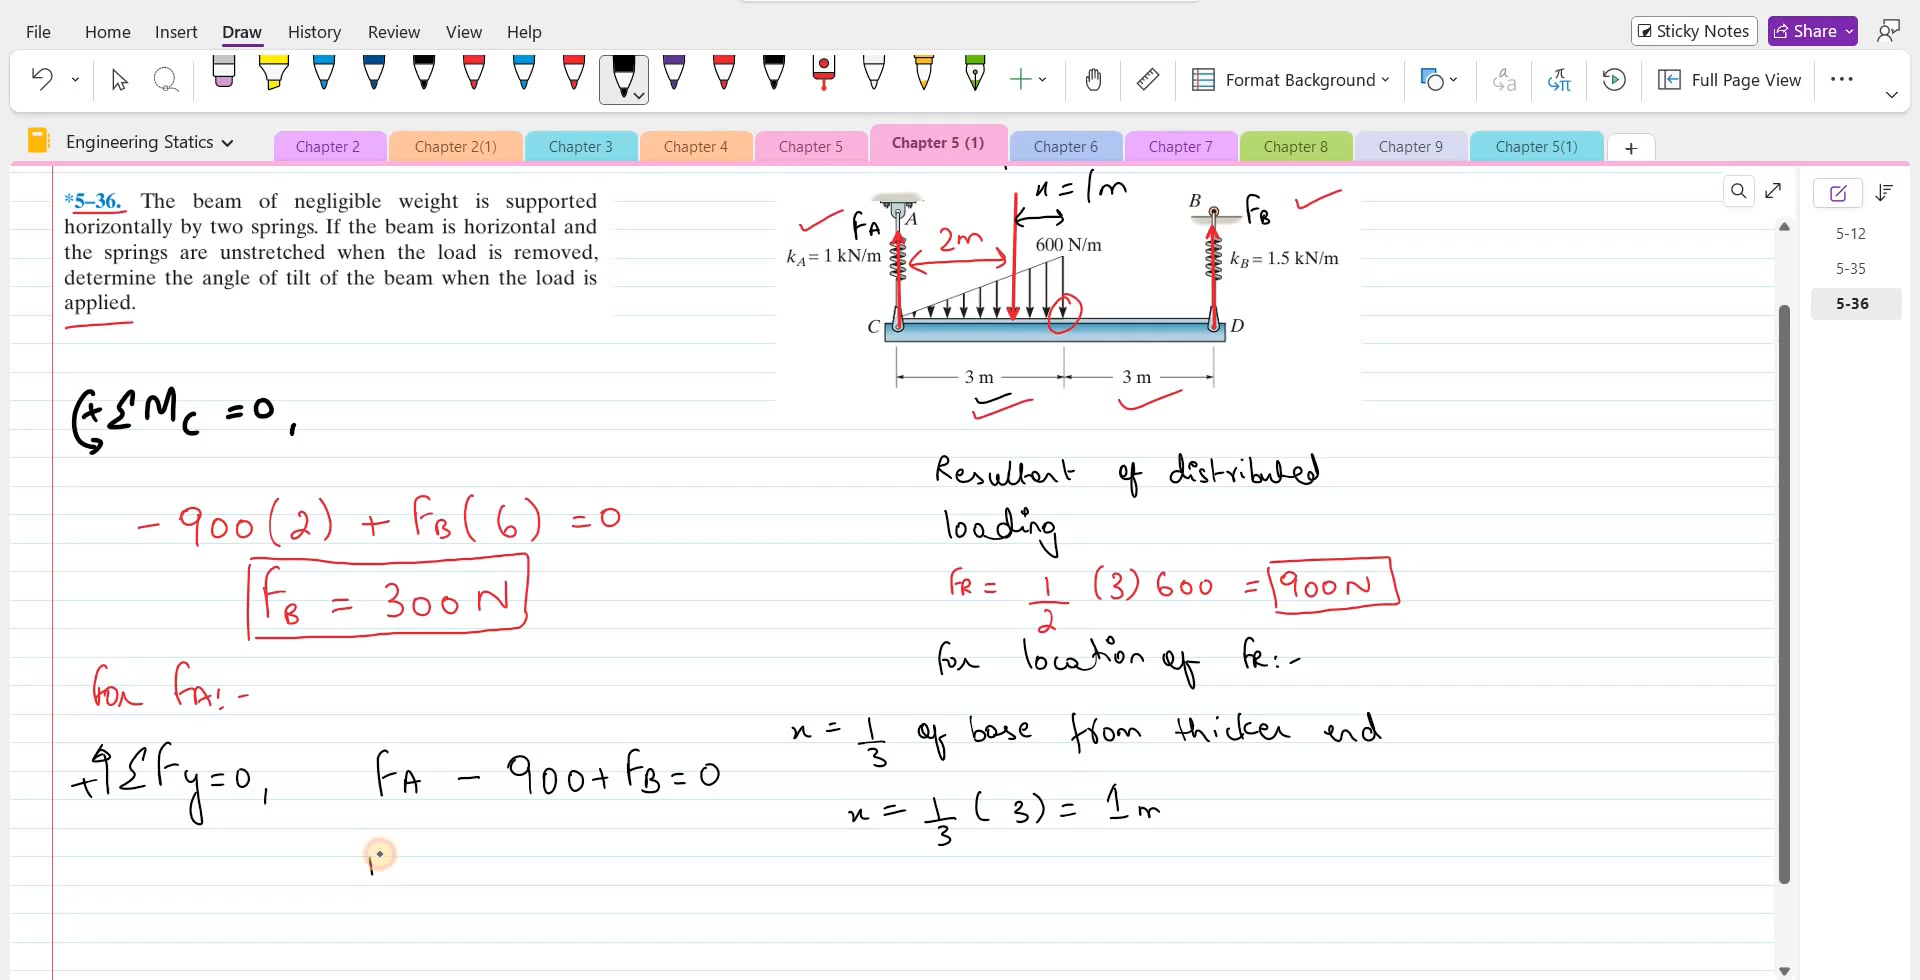 File Home Insert Draw History Review View Help
Sticky Notes Share
Format Background Full Page View
Engineering Statics
Chapter 2 Chapter 2(1) Chapter 3 Chapter 4 Chapter 5 Chapter 5 (1) Chapter 6 Chapter 7 Chapter 8 Chapter 9 Chapter 5(1)
*5–36. The beam of negligible weight is supported
horizontally by two springs. If the beam is horizontal and
the springs are unstretched when the load is removed,
determine the angle of tilt of the beam when the load is
applied.
x = 1m
A
FA
B
FB
2m
600 N/m
kA = 1 kN/m
kB = 1.5 kN/m
C
D
3 m
3 m
5-12
5-35
5-36
+ΣMC = 0,
- 900(2) + FB(6) = 0
FB = 300N
For FA:-
+↑ΣFy=0, FA - 900+FB=0
Resultant of distributed
loading
FR = 1/2 (3) 600 = 900N
For location of FR:-
x = 1/3 of base from thicker end
x = 1/3 (3) = 1m